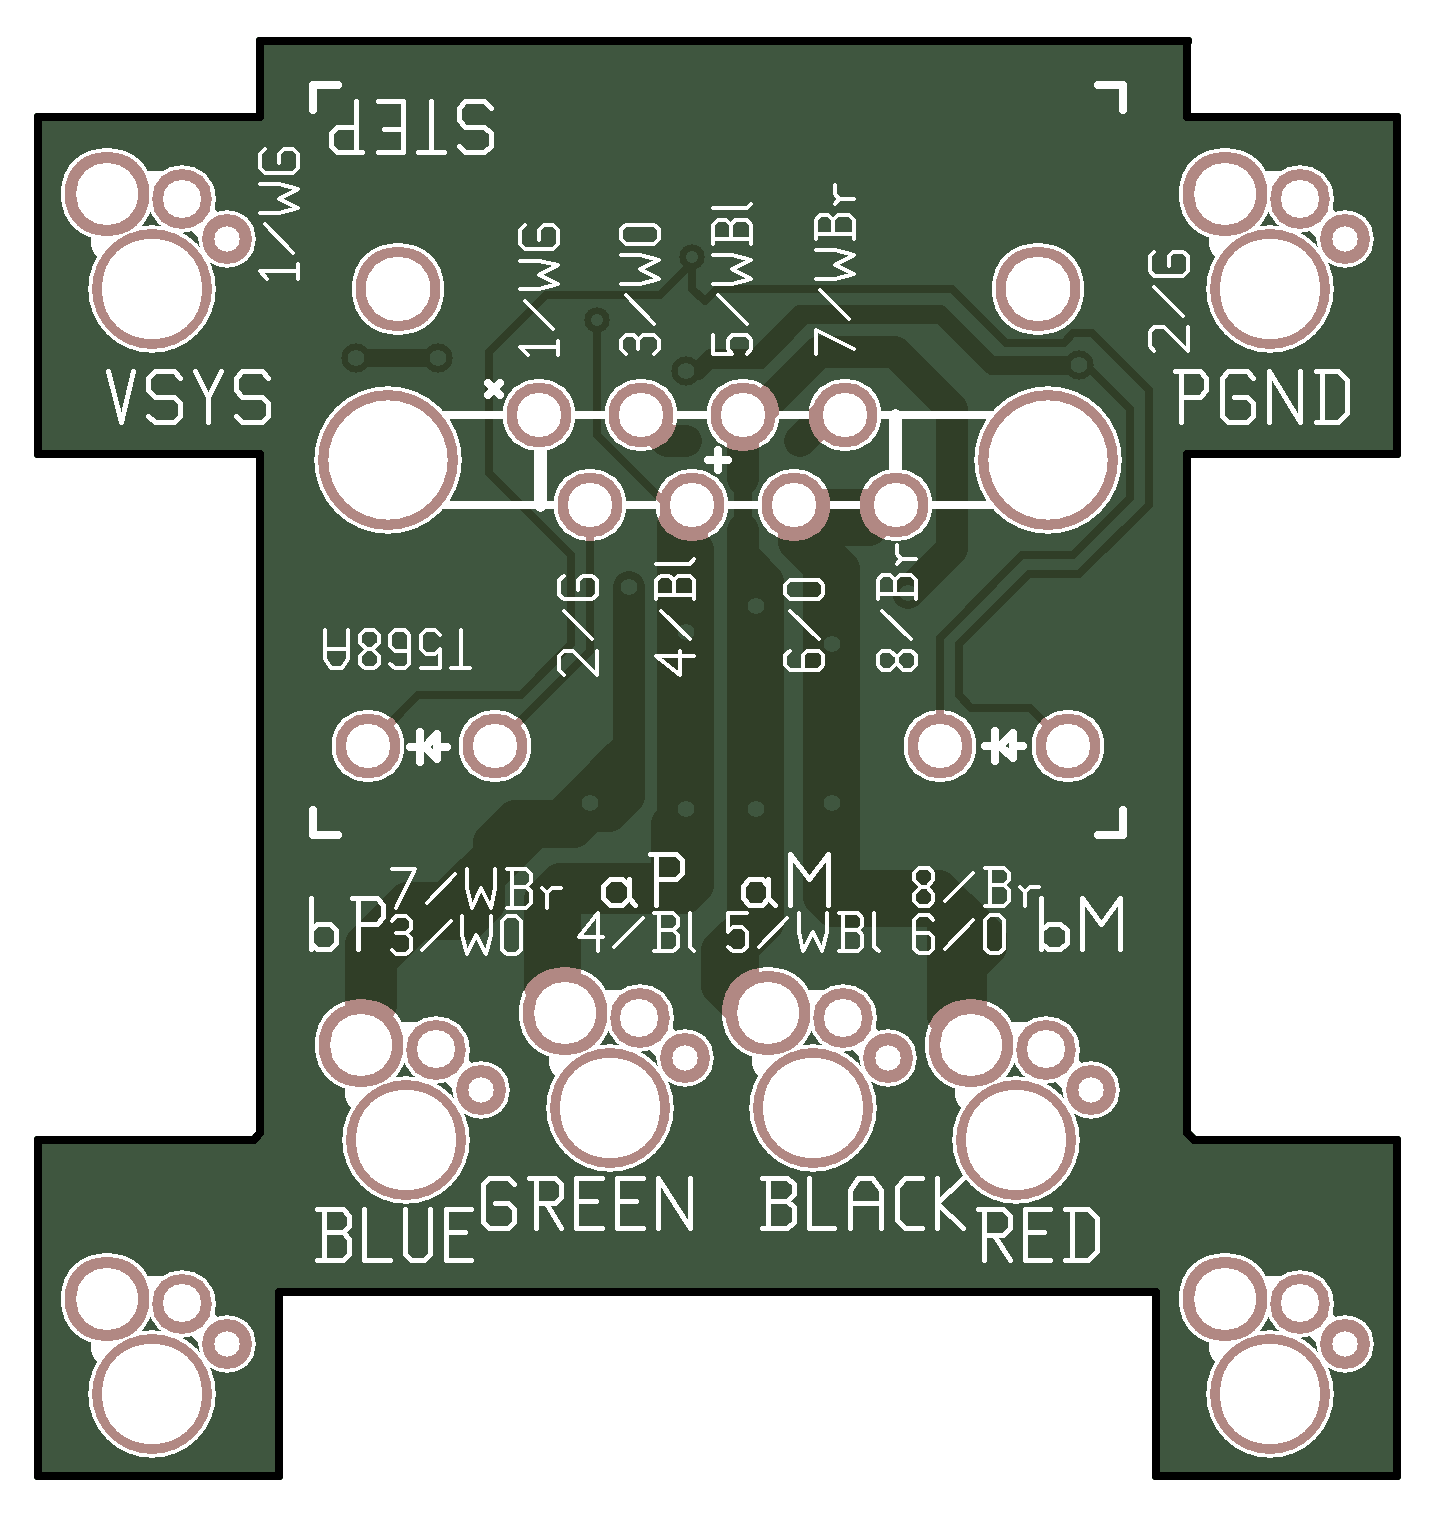 STEP
1/WG
1/WG
3/WO
5/WBl
7/WBr
2/G
VSYS
PGND
2/G
4/Bl
6/O
8/Br
T568A
bP
7/WBr
3/WO
aP
4/Bl
aM
5/WBl
8/Br
6/O
bM
GREEN
BLACK
BLUE
RED